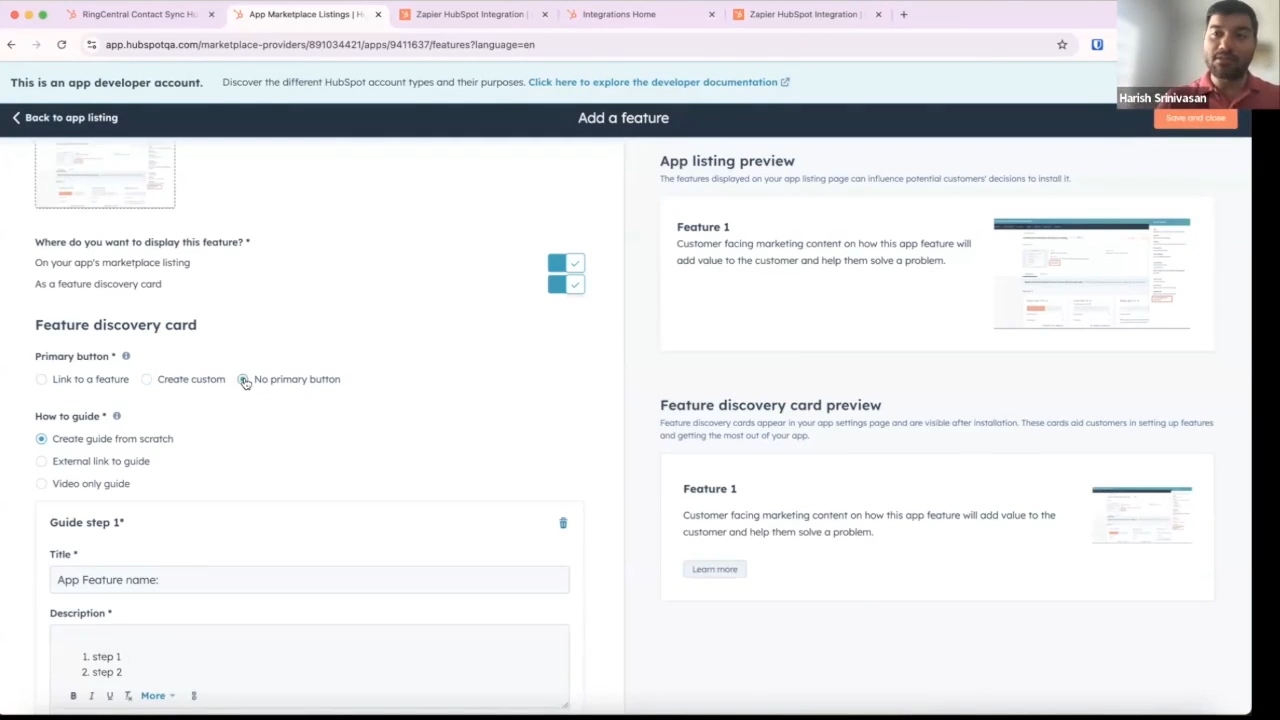 RingCentral Contact Sync Hu
App Marketplace Listings | H
Zapier HubSpot Integration
Integrations Home
Zapier HubSpot Integration
app.hubspotqa.com/marketplace-providers/891034421/apps/9411637/features?language=en
This is an app developer account.
Discover the different HubSpot account types and their purposes. Click here to explore the developer documentation
Harish Srinivasan
Back to app listing
Add a feature
Save and close
Where do you want to display this feature? *
On your app's marketplace listing
As a feature discovery card
Feature discovery card
Primary button *
Link to a feature
Create custom
No primary button
How to guide *
Create guide from scratch
External link to guide
Video only guide
Guide step 1*
Title *
App Feature name:
Description *
1. step 1
2. step 2
B I U Tx More
App listing preview
The features displayed on your app listing page can influence potential customers' decisions to install it.
Feature 1
Customer facing marketing content on how this app feature will
add value to the customer and help them solve a problem.
Feature discovery card preview
Feature discovery cards appear in your app settings page and are visible after installation. These cards aid customers in setting up features
and getting the most out of your app.
Feature 1
Customer facing marketing content on how this app feature will add value to the
customer and help them solve a problem.
Learn more